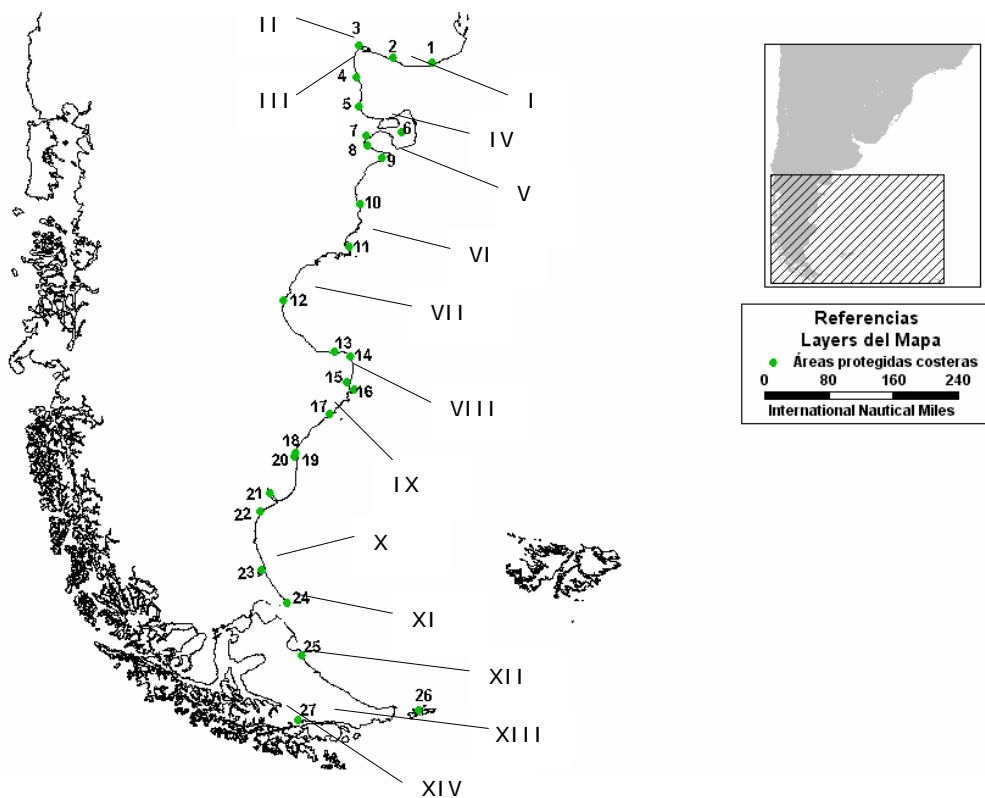 II
3
2
1
4
III
I
5
6
IV
7
8
9
V
10
VI
11
12
VII
13
14
15
16
VIII
17
18
20 19
IX
21
22
X
23
24
XI
25
XII
26
27
XIII
XIV
Referencias
Layers del Mapa
Áreas protegidas costeras
0 80 160 240
International Nautical Miles